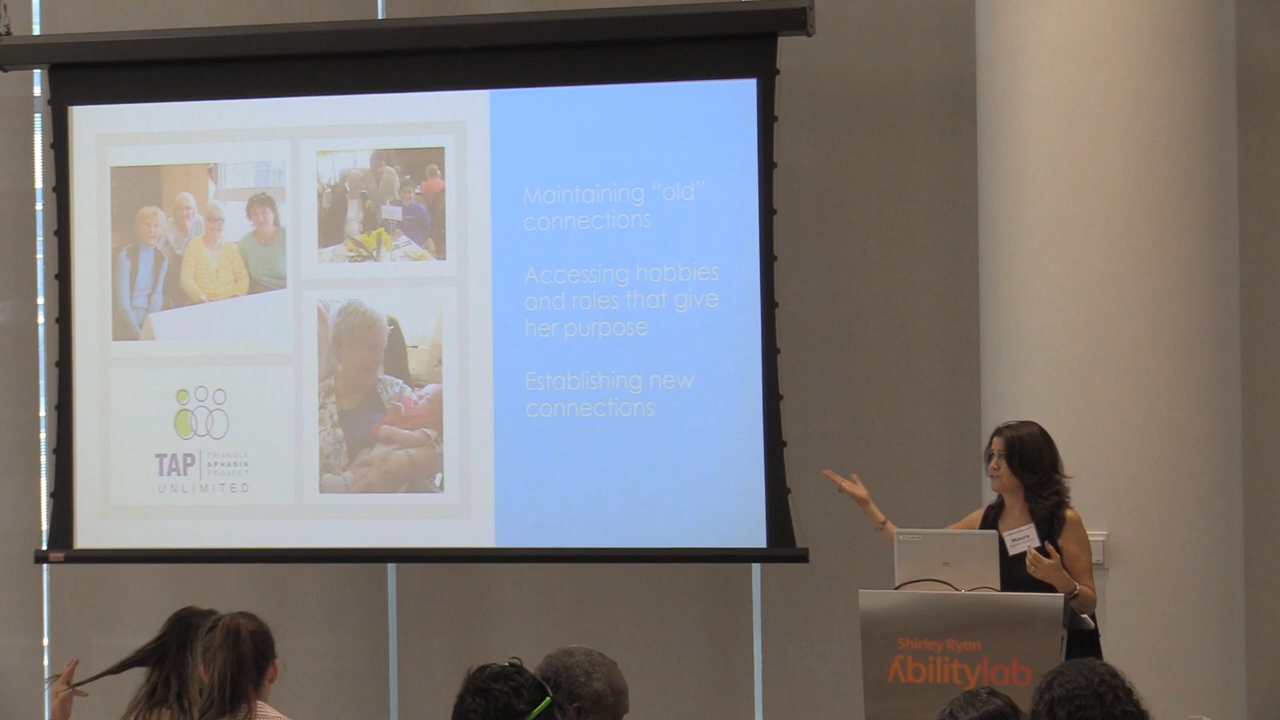 Maintaining “old”
connections
Accessing hobbies
and roles that give
her purpose
Establishing new
connections
TAP
TRIANGLE
APHASIA
PROJECT
UNLIMITED
Shirley Ryan
Abilitylab
Maura